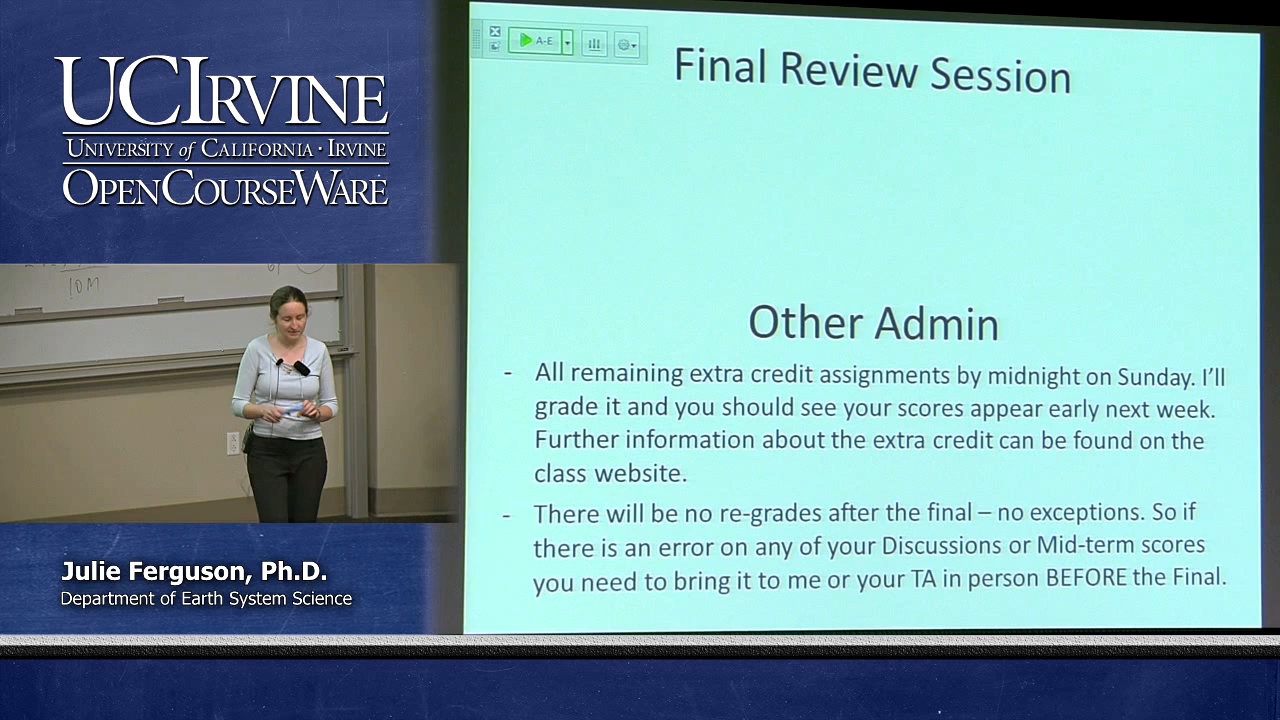 UCIRVINE
UNIVERSITY of CALIFORNIA · IRVINE
OPENCOURSEWARE
10 M
Julie Ferguson, Ph.D.
Department of Earth System Science
A-E
Final Review Session
Other Admin
- All remaining extra credit assignments by midnight on Sunday. I'll
grade it and you should see your scores appear early next week.
Further information about the extra credit can be found on the
class website.
- There will be no re-grades after the final – no exceptions. So if
there is an error on any of your Discussions or Mid-term scores
you need to bring it to me or your TA in person BEFORE the Final.